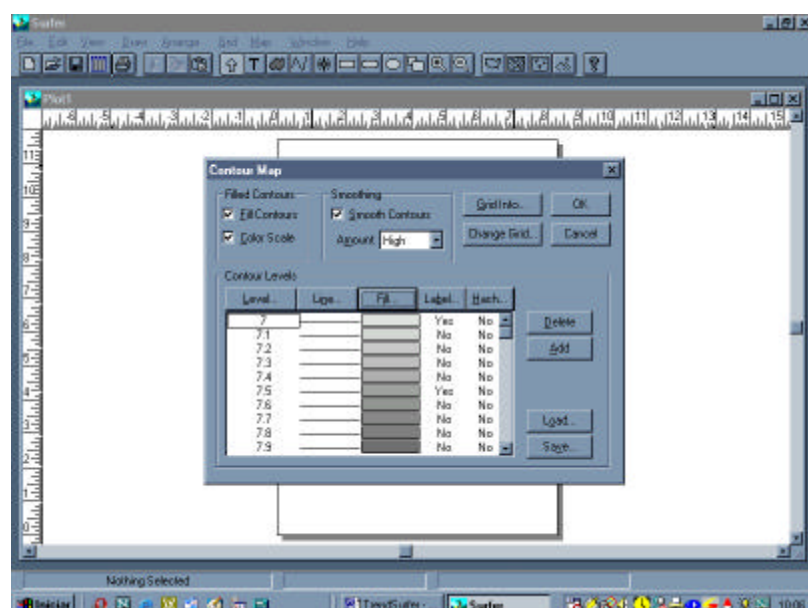 Surfer
File Edit View Draw Arrange Grid Map Window Help
Plot1
Contour Map
Filled Contours
Fill Contours
Color Scale
Smoothing
Smooth Contours
Amount High
Grid Info...
OK
Change Grid...
Cancel
Contour Levels
Level... Line... Fill... Label... Hach...
7 Yes No
7.1 No No
7.2 No No
7.3 No No
7.4 No No
7.5 Yes No
7.6 No No
7.7 No No
7.8 No No
7.9 No No
Delete
Add
Load...
Save...
Nothing Selected
Iniciar
TrendSurfer -
Surfer